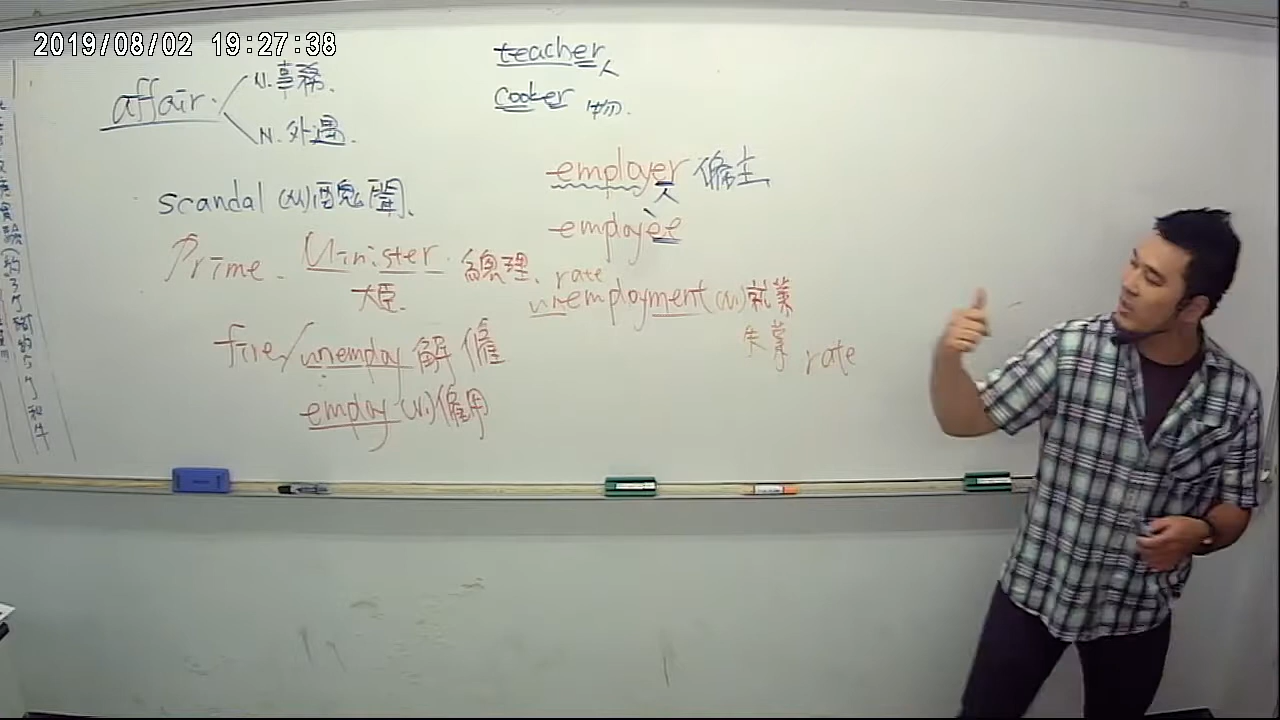 2019/08/02 19:27:38
teacher 人
cooker 物.
affair. N. 事務.
N. 外遇.
employer 僱主
人
scandal (N)醜聞.
employee
Prime Minister. 總理.
大臣.
rate
unemployment (N)就業
失業 rate
fire/unemploy 解僱
employ (V.)僱用